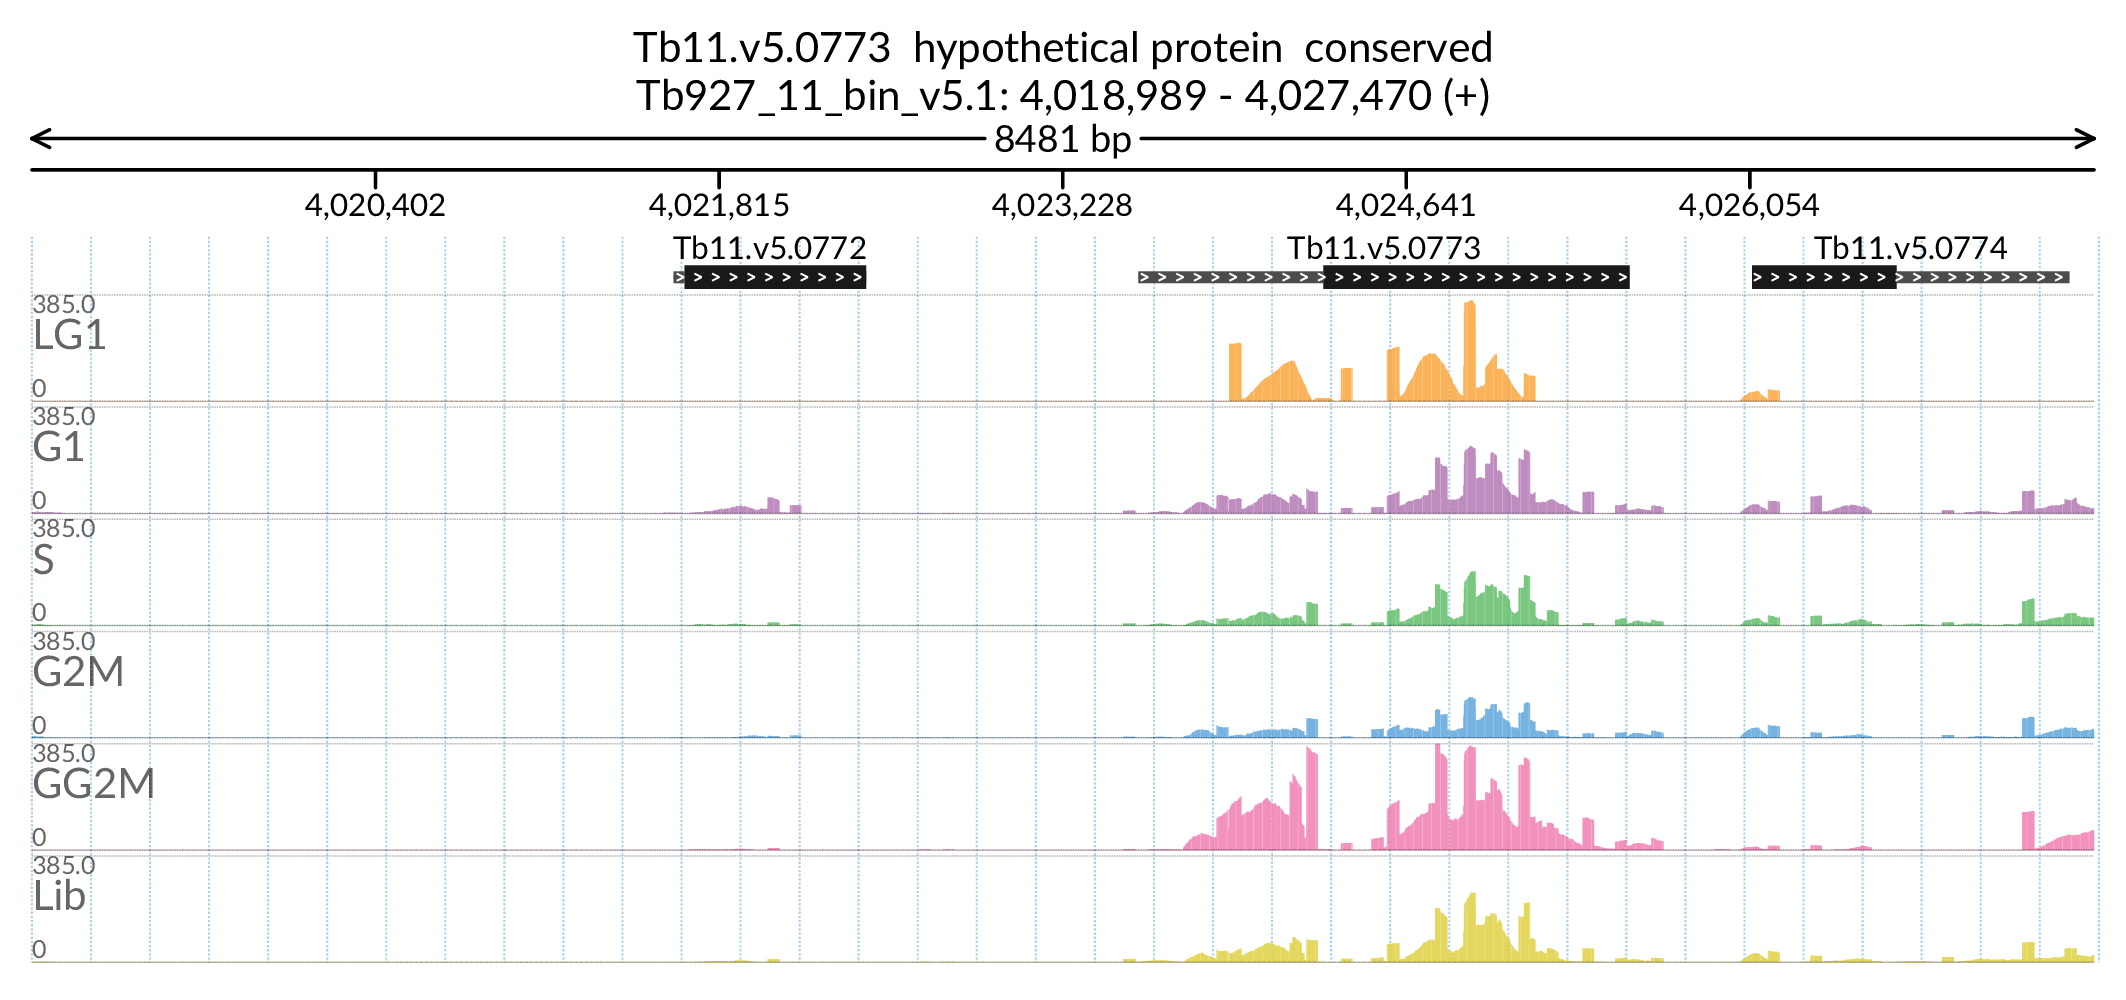 Tb11.v5.0773 hypothetical protein conserved
Tb927_11_bin_v5.1: 4,018,989 - 4,027,470 (+)
8481 bp
4,020,402 4,021,815 4,023,228 4,024,641 4,026,054
Tb11.v5.0772 Tb11.v5.0773 Tb11.v5.0774
385.0
LG1
0
385.0
G1
0
385.0
S
0
385.0
G2M
0
385.0
GG2M
0
385.0
Lib
0